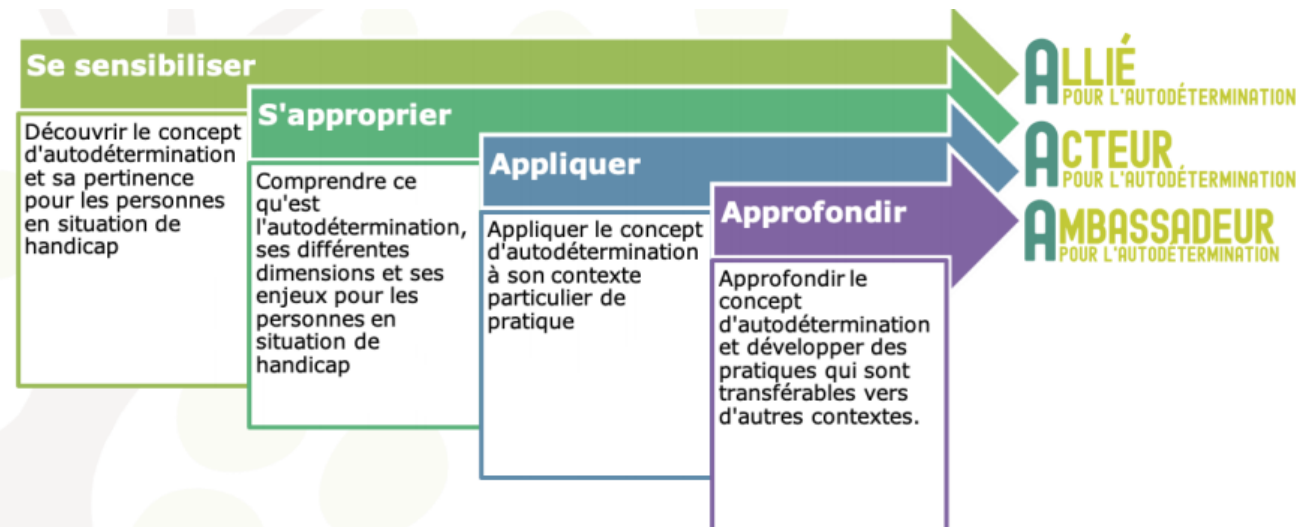 Se sensibiliser
Découvrir le concept
d'autodétermination
et sa pertinence
pour les personnes
en situation de
handicap
S'approprier
Comprendre ce
qu'est
l'autodétermination,
ses différentes
dimensions et ses
enjeux pour les
personnes en
situation de
handicap
Appliquer
Appliquer le concept
d'autodétermination
à son contexte
particulier de
pratique
Approfondir
Approfondir le
concept
d'autodétermination
et développer des
pratiques qui sont
transférables vers
d'autres contextes.
ALLIÉ
POUR L'AUTODÉTERMINATION
ACTEUR
POUR L'AUTODÉTERMINATION
AMBASSADEUR
POUR L'AUTODÉTERMINATION